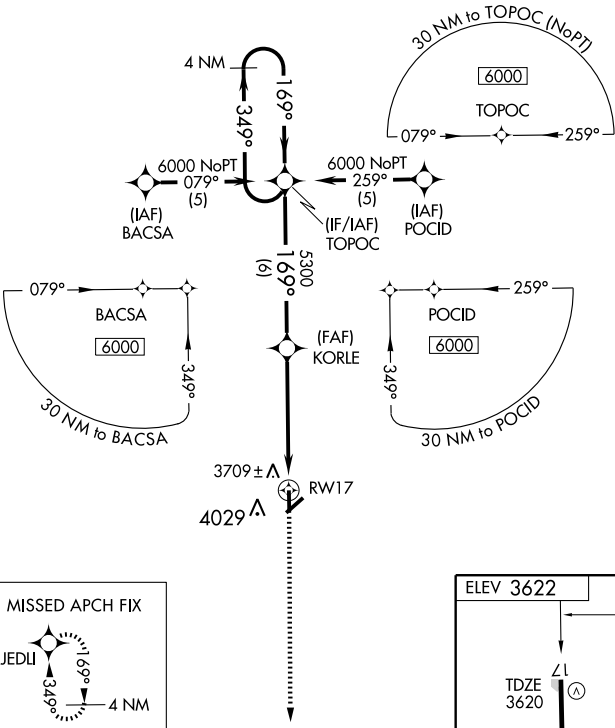 30 NM to TOPOC (NoPT)
4 NM
6000
TOPOC
079°
259°
349°
169°
6000 NoPT
079°
(5)
6000 NoPT
259°
(5)
(IAF)
BACSA
(IF/IAF)
TOPOC
(IAF)
POCID
5300
169°
(6)
079°
BACSA
6000
349°
30 NM to BACSA
259°
POCID
6000
349°
30 NM to POCID
(FAF)
KORLE
3709±
RW17
4029
MISSED APCH FIX
JEDLI
169°
349°
4 NM
ELEV 3622
17
TDZE
3620